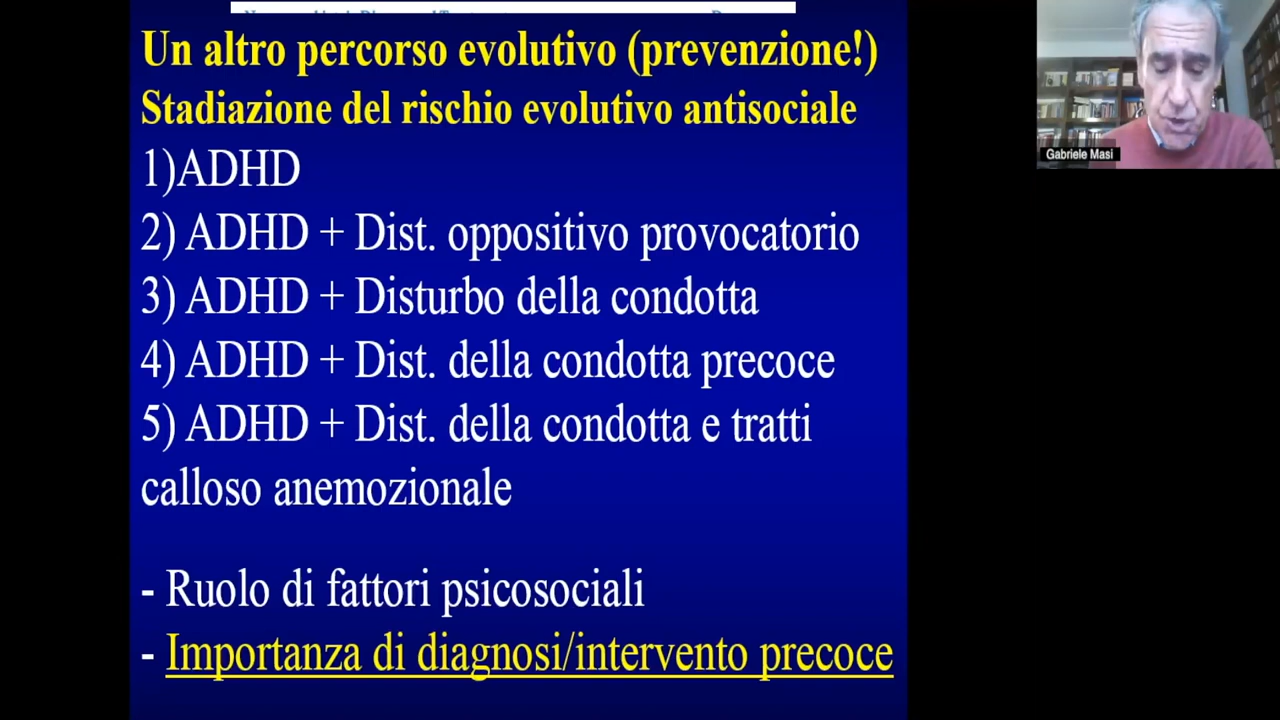 Un altro percorso evolutivo (prevenzione!)
Stadiazione del rischio evolutivo antisociale
1)ADHD
2) ADHD + Dist. oppositivo provocatorio
3) ADHD + Disturbo della condotta
4) ADHD + Dist. della condotta precoce
5) ADHD + Dist. della condotta e tratti
calloso anemozionale
- Ruolo di fattori psicosociali
- Importanza di diagnosi/intervento precoce
Gabriele Masi